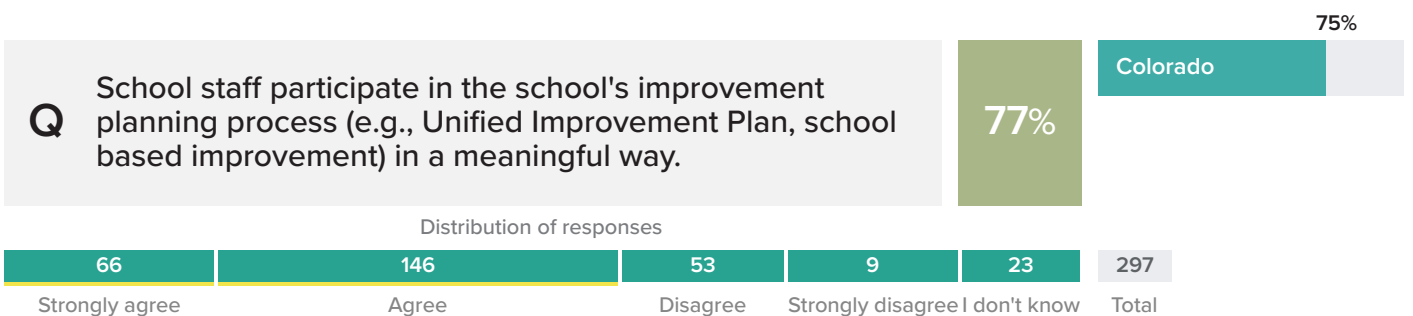 75%
Q
School staff participate in the school's improvement
planning process (e.g., Unified Improvement Plan, school
based improvement) in a meaningful way.
77%
Colorado
Distribution of responses
66 146 53 9 23 297
Strongly agree Agree Disagree Strongly disagree I don't know Total